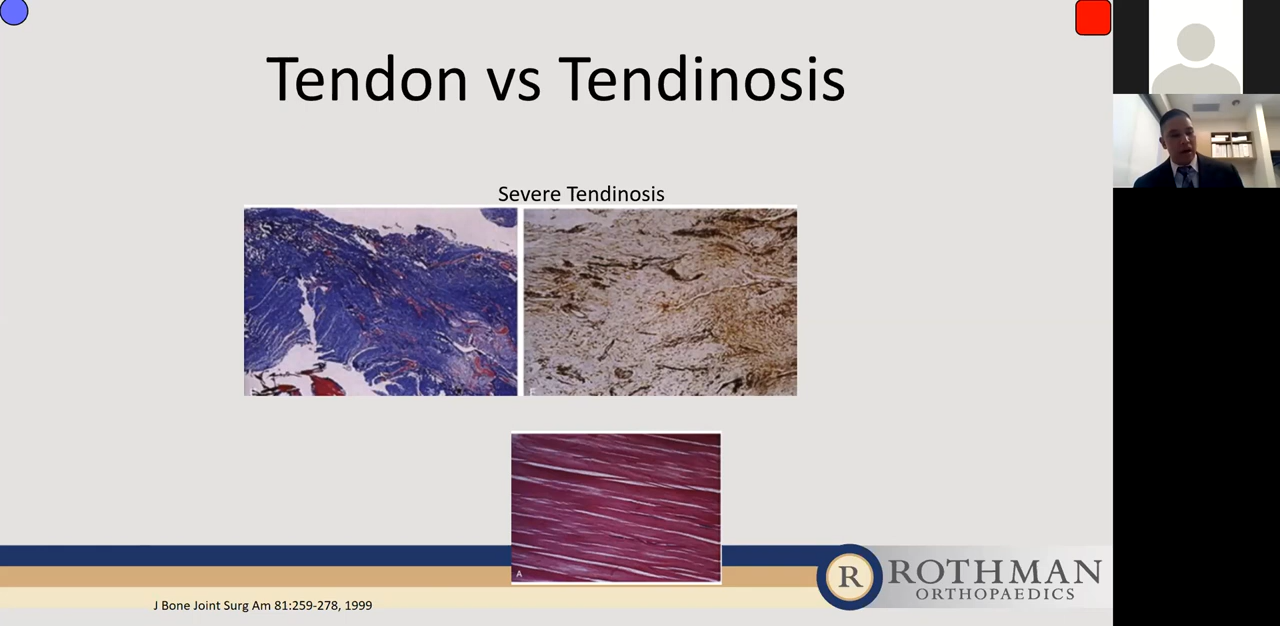 Tendon vs Tendinosis
Severe Tendinosis
A
R ROTHMAN
ORTHOPAEDICS
J Bone Joint Surg Am 81:259-278, 1999